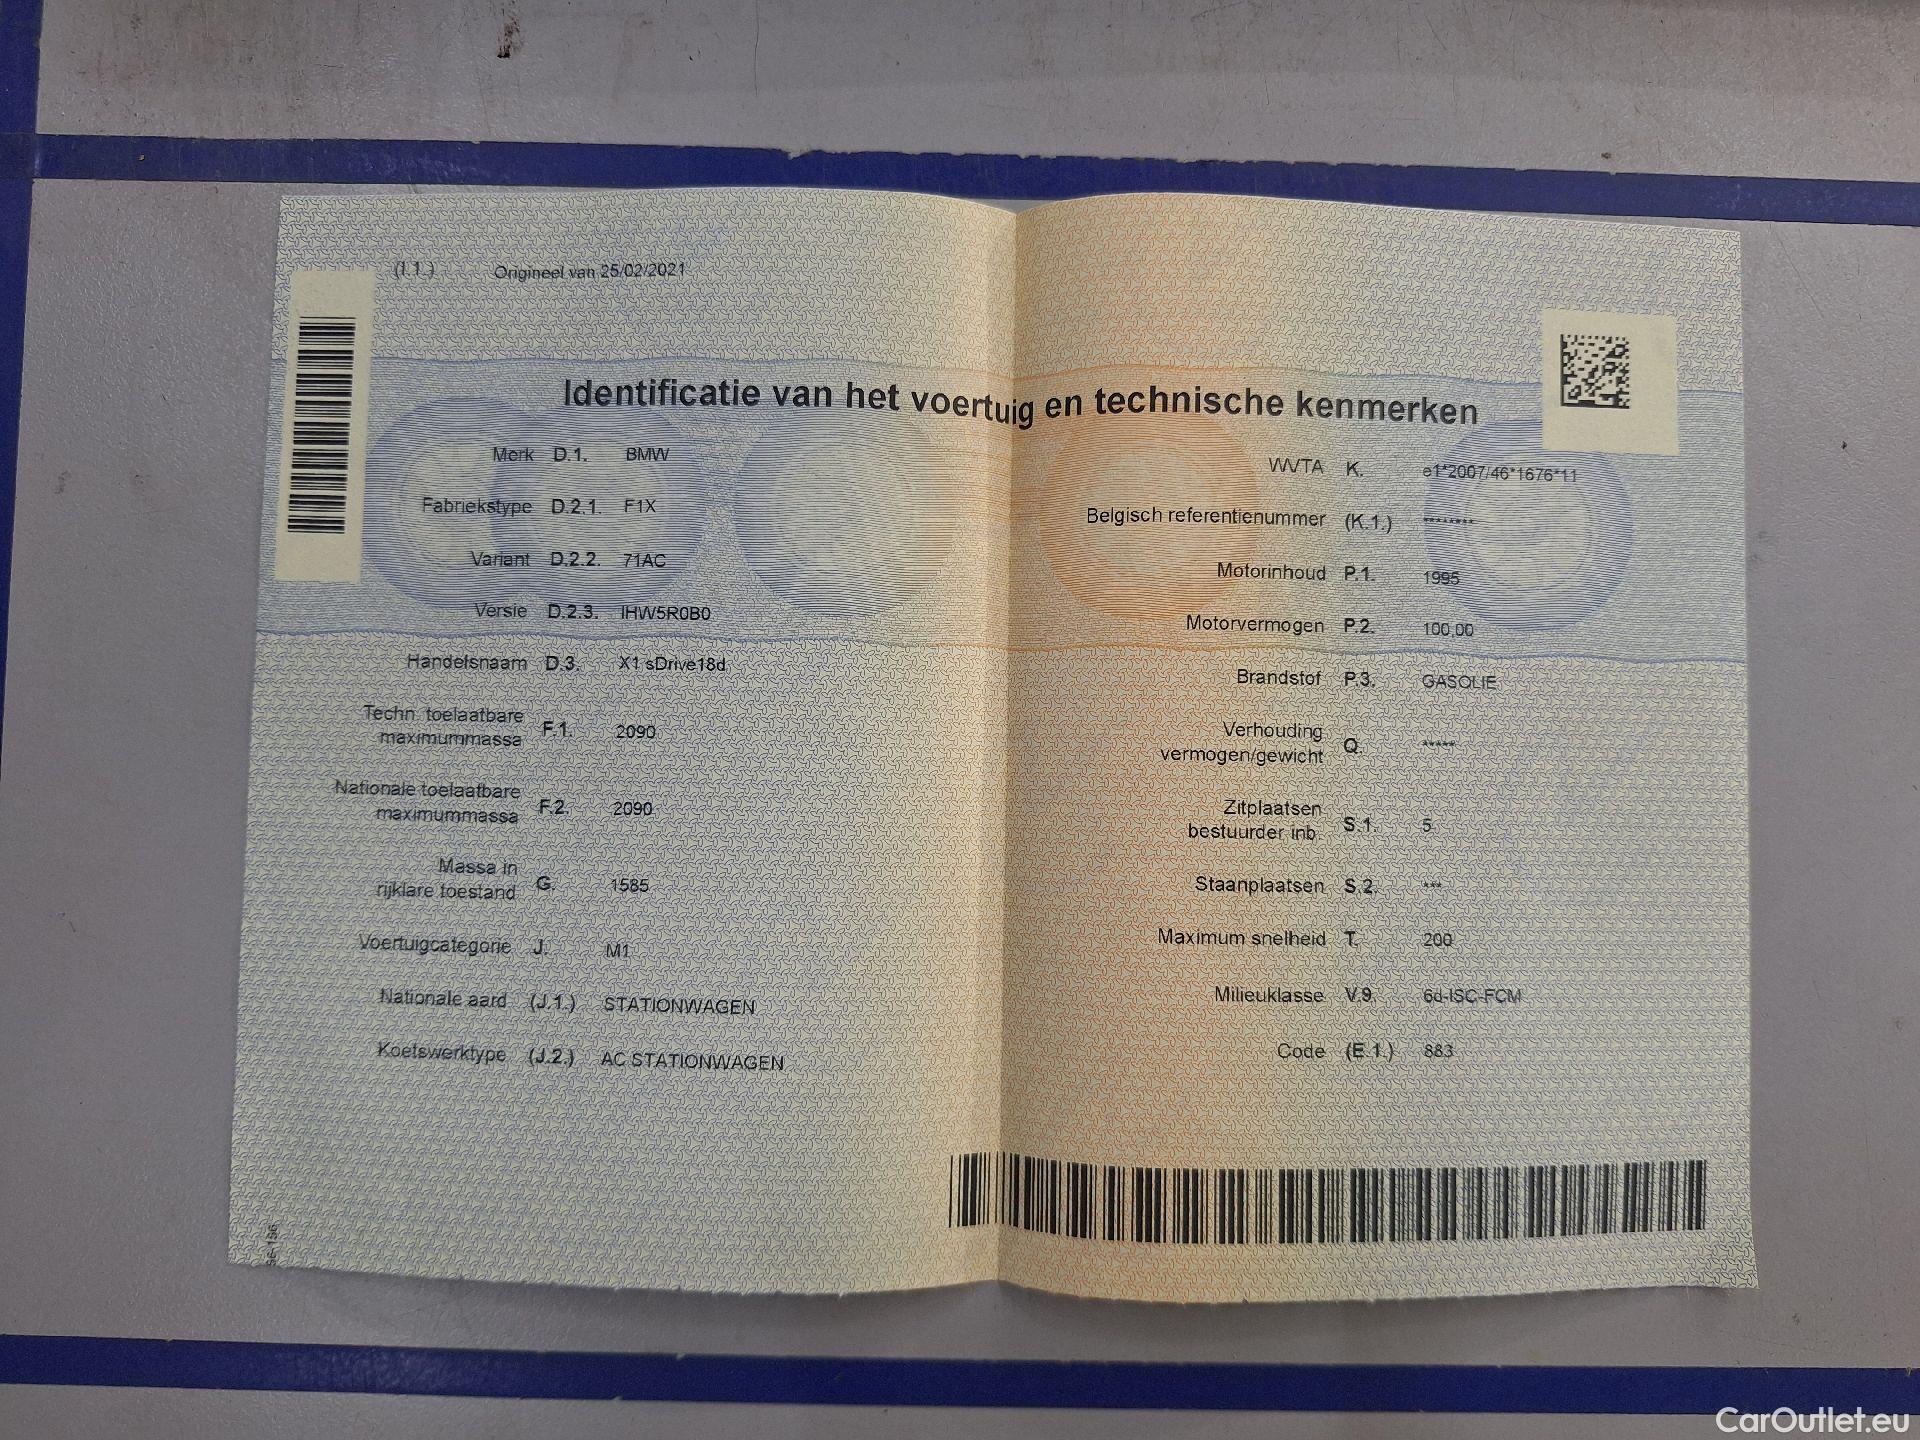 (I.1.) Origineel van 25/02/2021
Identificatie van het voertuig en technische kenmerken
Merk D.1. BMW
Fabriekstype D.2.1. F1X
Variant D.2.2. 71AC
Versie D.2.3. IHW5R0B0
Handelsnaam D.3. X1 sDrive18d
Techn. toelaatbare
maximummassa F.1. 2090
Nationale toelaatbare
maximummassa F.2. 2090
Massa in
rijklare toestand G. 1585
Voertuigcategorie J. M1
Nationale aard (J.1.) STATIONWAGEN
Koetswerktype (J.2.) AC STATIONWAGEN
S6-156
WVTA K. e1*2007/46*1676*11
Belgisch referentienummer (K.1.) ********
Motorinhoud P.1. 1995
Motorvermogen P.2. 100,00
Brandstof P.3. GASOLIE
Verhouding
vermogen/gewicht Q. *****
Zitplaatsen
bestuurder inb. S.1. 5
Staanplaatsen S.2. ***
Maximum snelheid T. 200
Milieuklasse V.9. 6d-ISC-FCM
Code (E.1.) 883
CarOutlet.eu